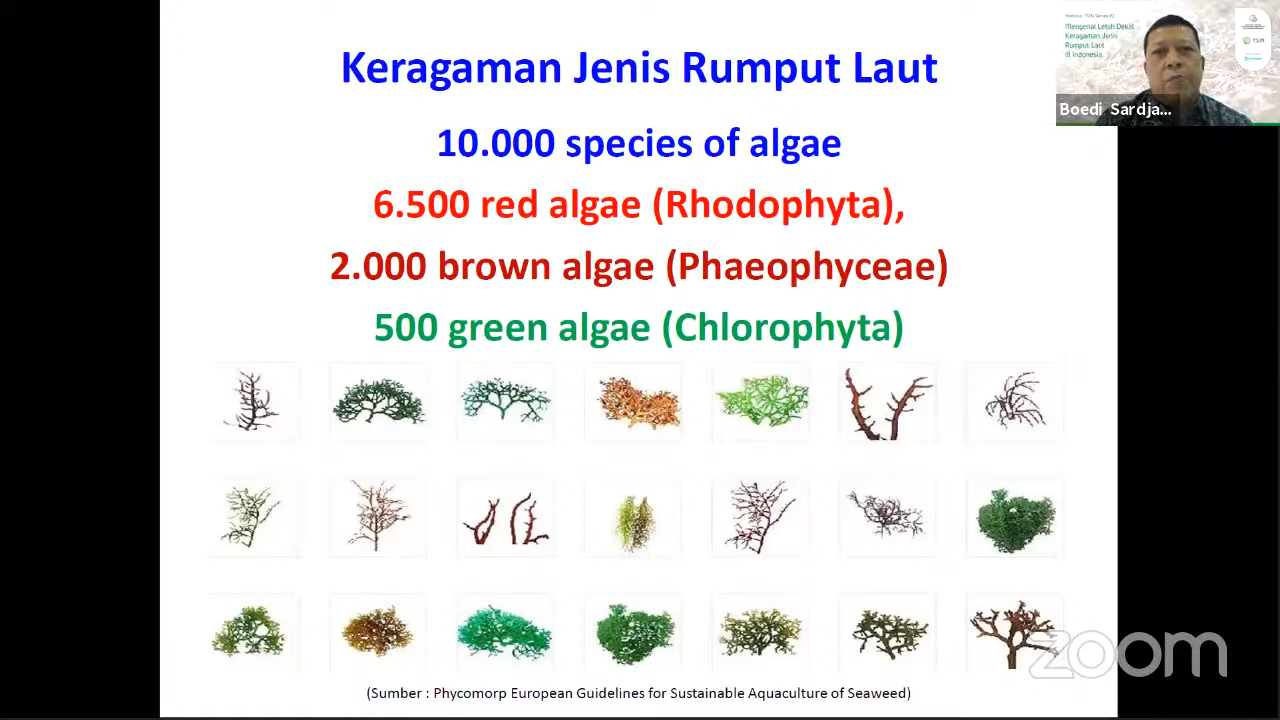 Keragaman Jenis Rumput Laut
10.000 species of algae
6.500 red algae (Rhodophyta),
2.000 brown algae (Phaeophyceae)
500 green algae (Chlorophyta)
(Sumber : Phycomorp European Guidelines for Sustainable Aquaculture of Seaweed)
Mengenal Lebih Dekat
Keragaman Jenis
Rumput Laut
di Indonesia
Boedi Sardja...
zoom